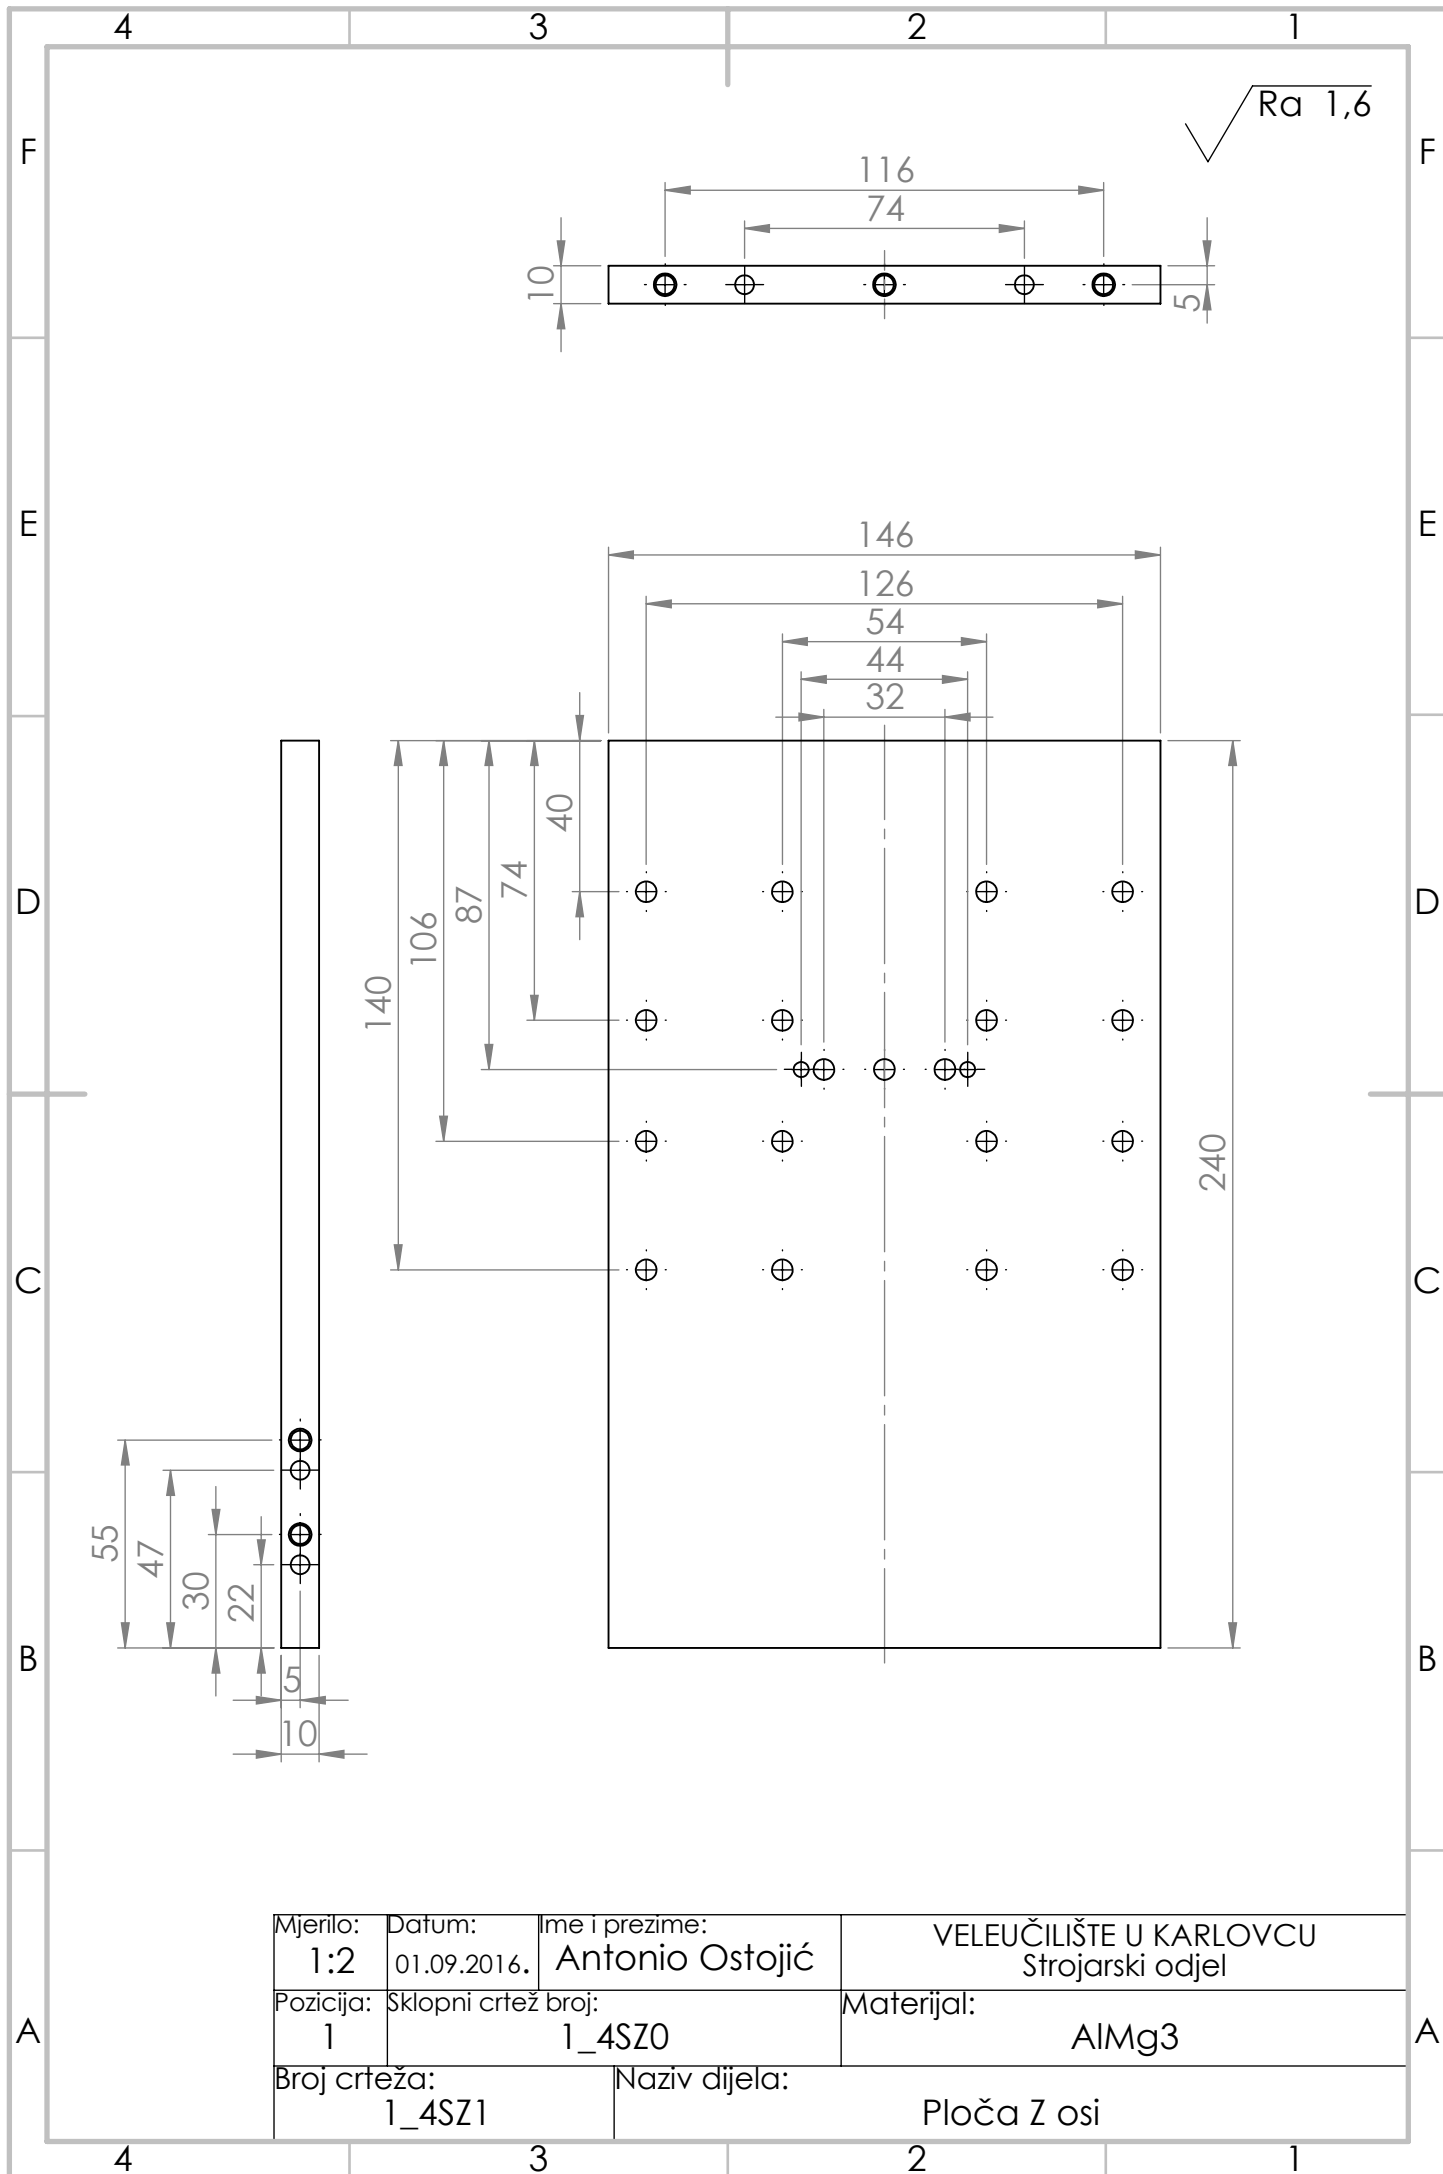 4 3 2 1
Ra 1,6
F F
116
74
10
5
E E
146
126
54
44
32
40
74
87
106
140
D D
240
C C
55
47
30
22
B B
5
10
Mjerilo: Datum: Ime i prezime: VELEUČILIŠTE U KARLOVCU
1:2 01.09.2016. Antonio Ostojić Strojarski odjel
Pozicija: Sklopni crtež broj: Materijal:
1 1_4SZ0 AlMg3
A A
Broj crteža: Naziv dijela:
1_4SZ1 Ploča Z osi
4 3 2 1